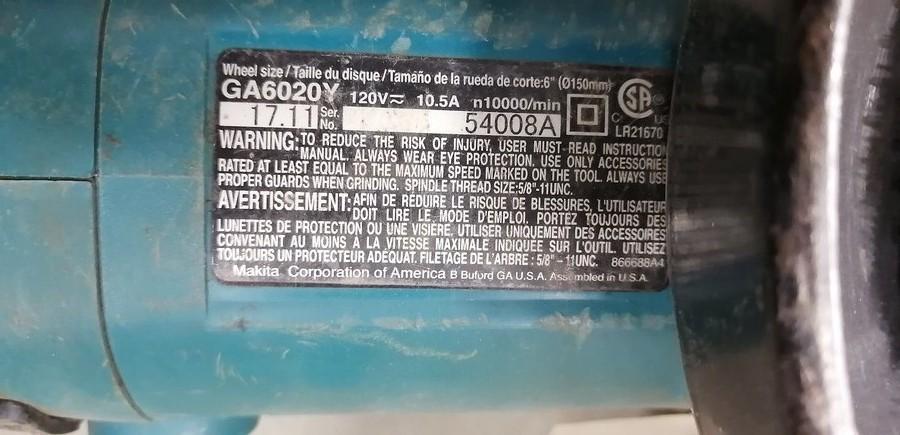 Wheel size / Taille du disque / Tamaño de la rueda de corte:6" (Ø150mm)
GA6020Y 120V 10.5A n10000/min
17.11 Ser. No. 54008A
LR21670
WARNING: TO REDUCE THE RISK OF INJURY, USER MUST READ INSTRUCTION
MANUAL. ALWAYS WEAR EYE PROTECTION. USE ONLY ACCESSORIES
RATED AT LEAST EQUAL TO THE MAXIMUM SPEED MARKED ON THE TOOL. ALWAYS USE
PROPER GUARDS WHEN GRINDING. SPINDLE THREAD SIZE:5/8"-11UNC.
AVERTISSEMENT: AFIN DE RÉDUIRE LE RISQUE DE BLESSURES, L'UTILISATEUR
DOIT LIRE LE MODE D'EMPLOI. PORTEZ TOUJOURS DES
LUNETTES DE PROTECTION OU UNE VISIÈRE, UTILISER UNIQUEMENT DES ACCESSOIRES
CONVENANT AU MOINS À LA VITESSE MAXIMALE INDIQUÉE SUR L'OUTIL. UTILISEZ
TOUJOURS UN PROTECTEUR ADÉQUAT. FILETAGE DE L'ARBRE : 5/8" – 11UNC. 866688A4
Makita Corporation of America B Buford GA U.S.A. Assembled in U.S.A.